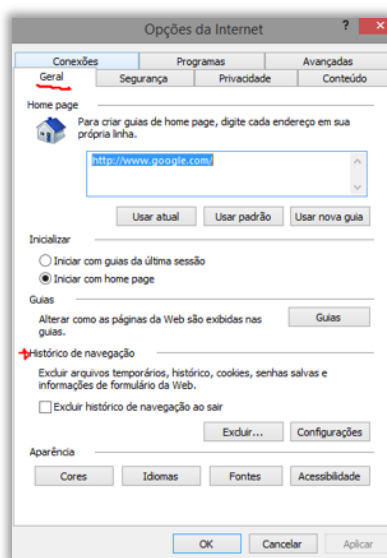 Opções da Internet
?
Conexões Programas Avançadas
Geral Segurança Privacidade Conteúdo
Home page
Para criar guias de home page, digite cada endereço em sua
própria linha.
http://www.google.com/
Usar atual Usar padrão Usar nova guia
Inicializar
Iniciar com guias da última sessão
Iniciar com home page
Guias
Alterar como as páginas da Web são exibidas nas
guias.
Guias
Histórico de navegação
Excluir arquivos temporários, histórico, cookies, senhas salvas e
informações de formulário da Web.
Excluir histórico de navegação ao sair
Excluir... Configurações
Aparência
Cores Idiomas Fontes Acessibilidade
OK Cancelar Aplicar